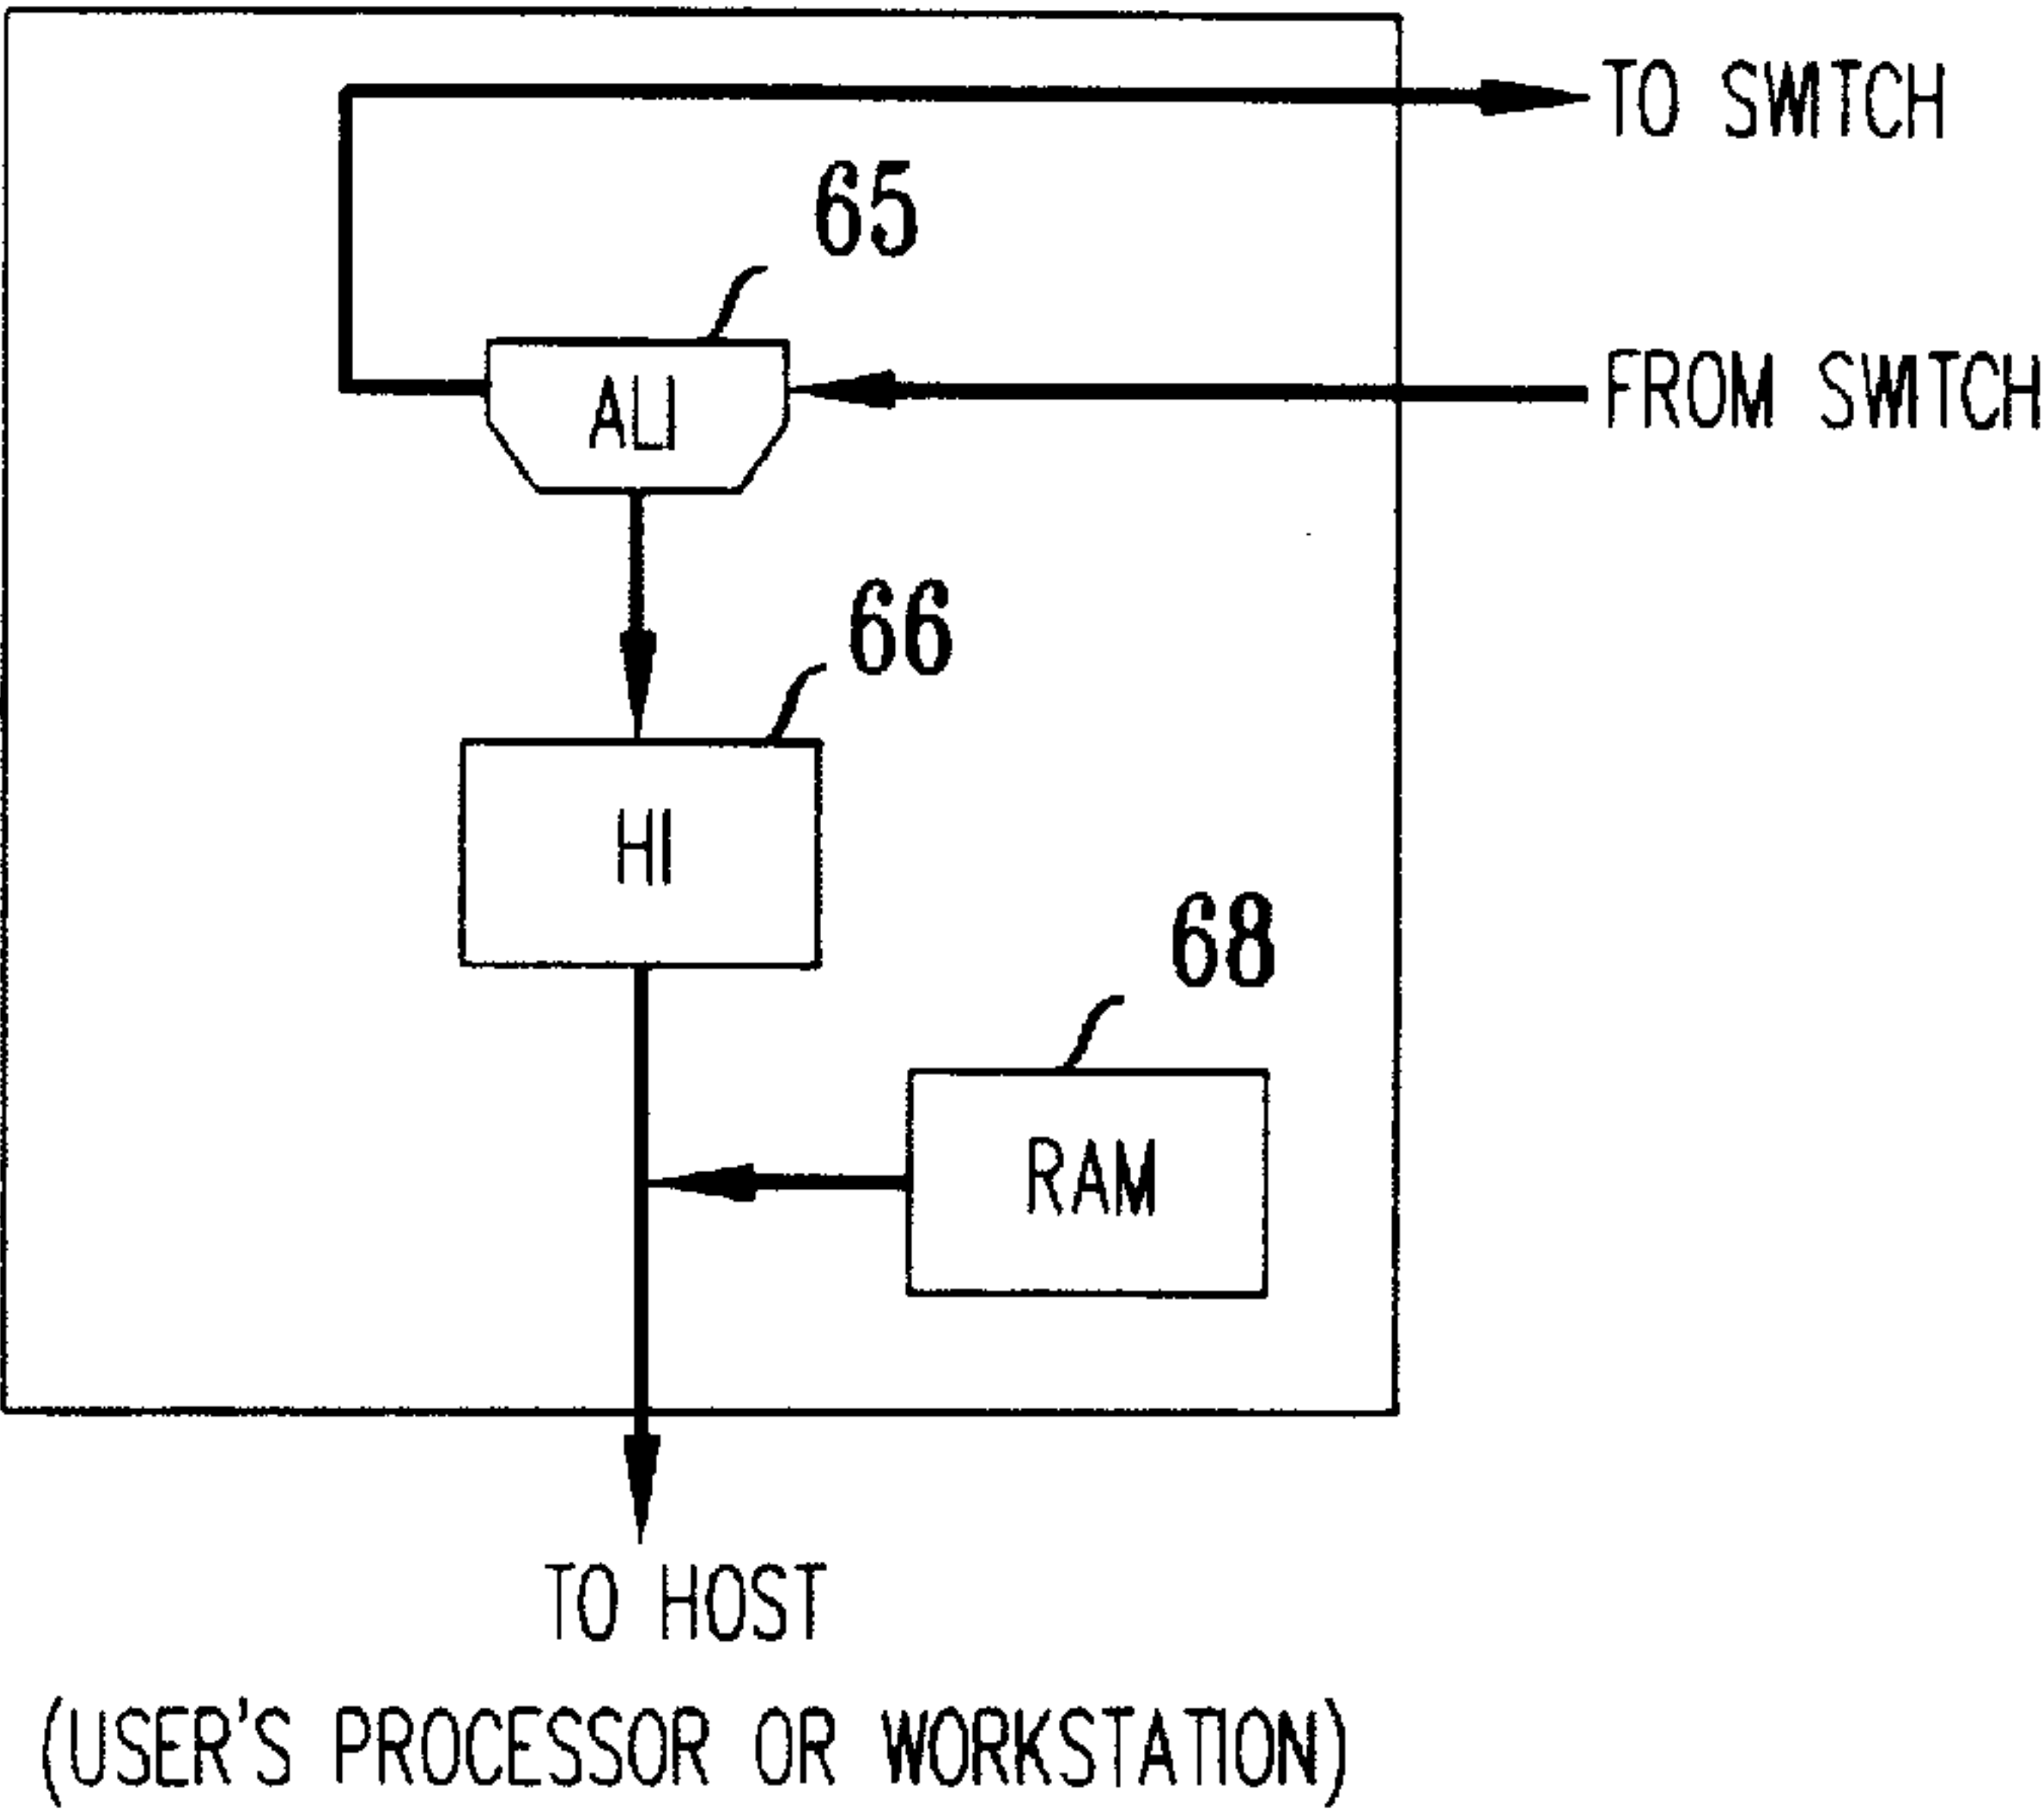 TO SWITCH
65
FROM SWITCH
ALI
66
HI
68
RAM
TO HOST
(USER'S PROCESSOR OR WORKSTATION)